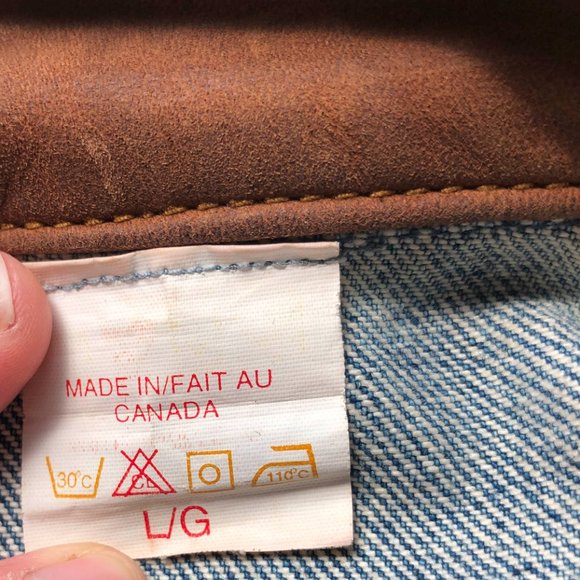 MADE IN/FAIT AU
CANADA
30°C CL 110°C
L/G